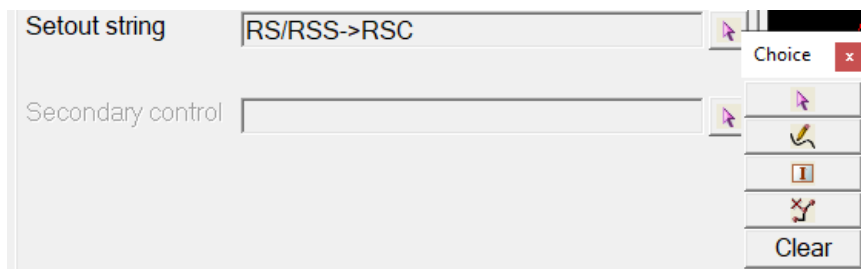 Setout string
RS/RSS->RSC
Choice
x
Secondary control
I
Clear